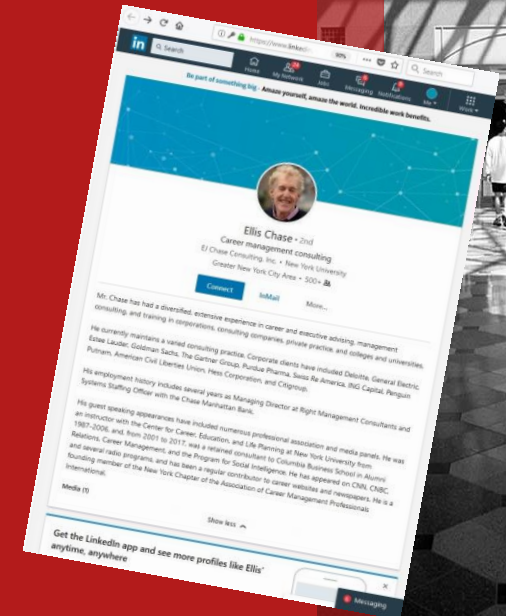 https://www.linked
90%
Search
in
Search
Home
My Network
Jobs
Messaging
Notifications
Me
Work
Be part of something big - Amaze yourself, amaze the world. Incredible work benefits.
Ellis Chase • 2nd
Career management consulting
EJ Chase Consulting, Inc. • New York University
Greater New York City Area • 500+
Connect
InMail
More...
Mr. Chase has had a diversified, extensive experience in career and executive advising, management
consulting, and training in corporations, consulting companies, private practice, and colleges and universities.
He currently maintains a varied consulting practice. Corporate clients have included Deloitte, General Electric,
Estee Lauder, Goldman Sachs, The Gartner Group, Purdue Pharma, Swiss Re America, ING Capital, Penguin
Putnam, American Civil Liberties Union, Hess Corporation, and Citigroup.
His employment history includes several years as Managing Director at Right Management Consultants and
Systems Staffing Officer with the Chase Manhattan Bank.
His guest speaking appearances have included numerous professional association and media panels. He was
an instructor with the Center for Career, Education, and Life Planning at New York University from
1987-2006, and, from 2001 to 2017, was a retained consultant to Columbia Business School in Alumni
Relations, Career Management, and the Program for Social Intelligence. He has appeared on CNN, CNBC,
and several radio programs, and has been a regular contributor to career websites and newspapers. He is a
founding member of the New York Chapter of the Association of Career Management Professionals
International.
Media (1)
Show less
Get the LinkedIn app and see more profiles like Ellis'
anytime, anywhere
Messaging